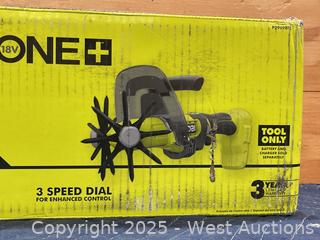 18V
ONE+
TOOL
ONLY
BATTERY AND
CHARGER SOLD
SEPARATELY
3 SPEED DIAL
FOR ENHANCED CONTROL
3 YEAR
Copyright 2025 - West Auctions